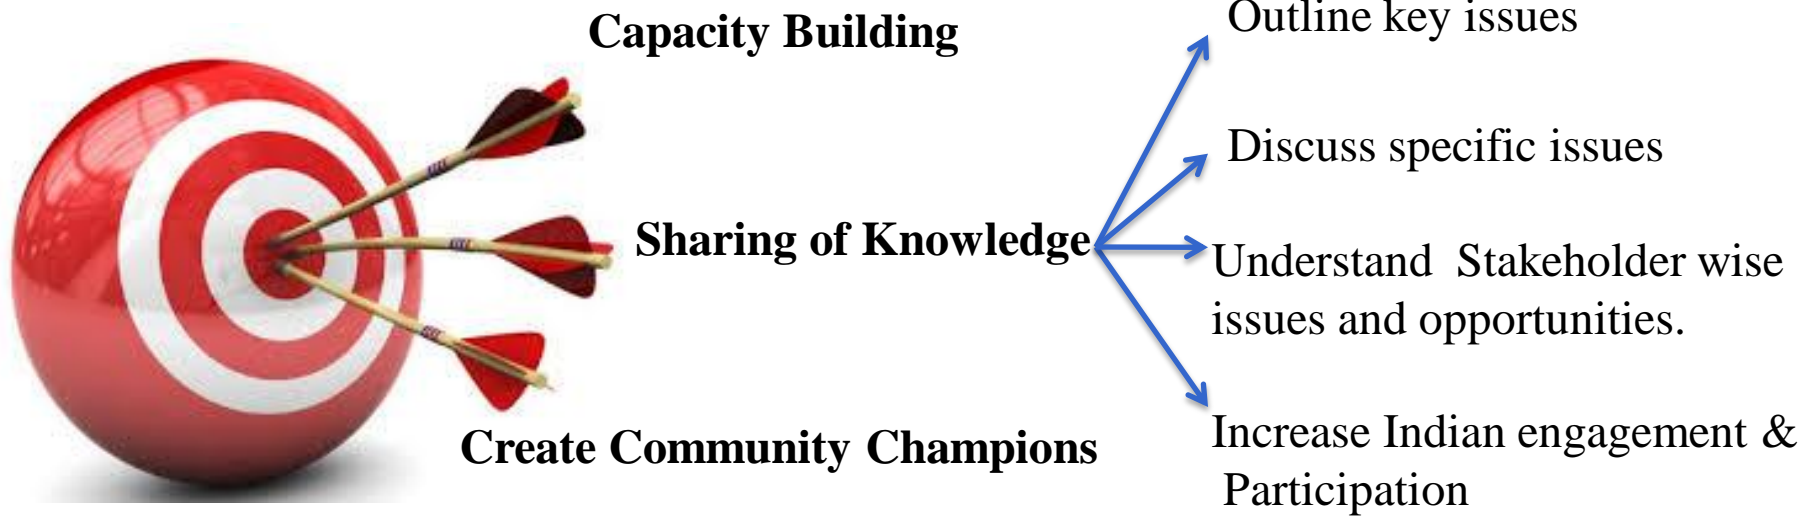 Capacity Building
Sharing of Knowledge
Create Community Champions
Outline key issues
Discuss specific issues
Understand Stakeholder wise
issues and opportunities.
Increase Indian engagement &
Participation